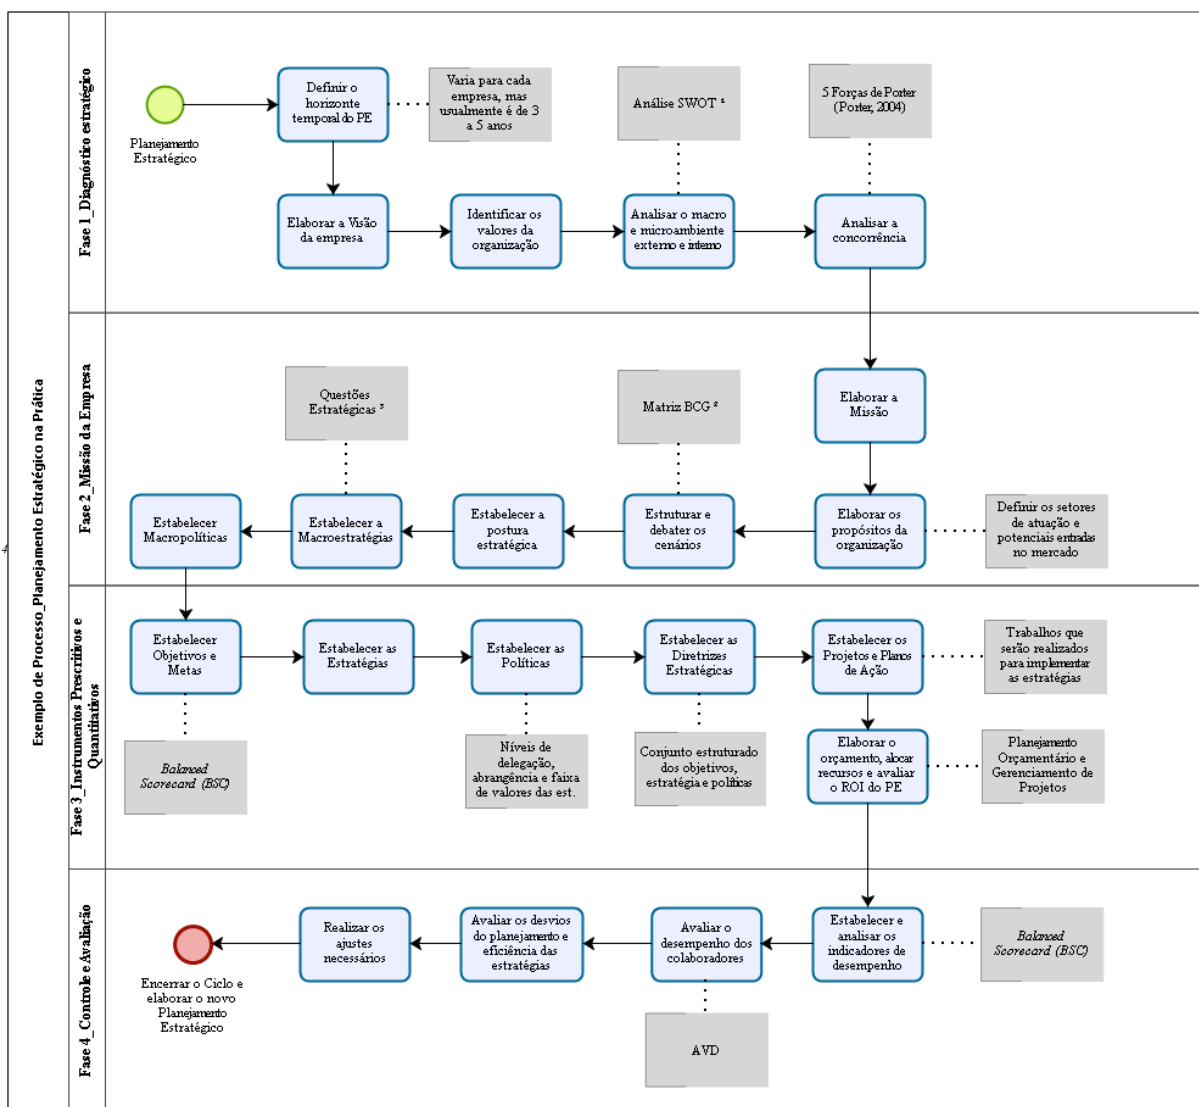 Exemplo de Processo_Planejamento Estratégico na Prática
Fase 1_Diagnóstico estratégico
Planejamento
Estratégico
Definir o
horizonte
temporal do PE
Varia para cada
empresa, mas
usualmente é de 3
a 5 anos
Análise SWOT ¹
5 Forças de Porter
(Porter, 2004)
Elaborar a Visão
da empresa
Identificar os
valores da
organização
Analisar o macro
e microambiente
externo e interno
Analisar a
concorrência
Fase 2_Missão da Empresa
Questões
Estratégicas ³
Matriz BCG ²
Elaborar a
Missão
Estabelecer
Macropolíticas
Estabelecer a
Macroestratégias
Estabelecer a
postura
estratégica
Estruturar e
debater os
cenários
Elaborar os
propósitos da
organização
Definir os setores
de atuação e
potenciais entradas
no mercado
Fase 3_Instrumentos Prescritivos e
Quantitativos
Estabelecer
Objetivos e
Metas
Estabelecer as
Estratégias
Estabelecer as
Políticas
Estabelecer as
Diretrizes
Estratégicas
Estabelecer os
Projetos e Planos
de Ação
Trabalhos que
serão realizados
para implementar
as estratégias
Balanced
Scorecard (BSC)
Níveis de
delegação,
abrangência e faixa
de valores das est.
Conjunto estruturado
dos objetivos,
estratégia e políticas
Elaborar o
orçamento, alocar
recursos e avaliar
o ROI do PE
Planejamento
Orçamentário e
Gerenciamento de
Projetos
Fase 4_Controle e Avaliação
Encerrar o Ciclo e
elaborar o novo
Planejamento
Estratégico
Realizar os
ajustes
necessários
Avaliar os desvios
do planejamento e
eficiência das
estratégias
Avaliar o
desempenho dos
colaboradores
Estabelecer e
analisar os
indicadores de
desempenho
Balanced
Scorecard (BSC)
AVD